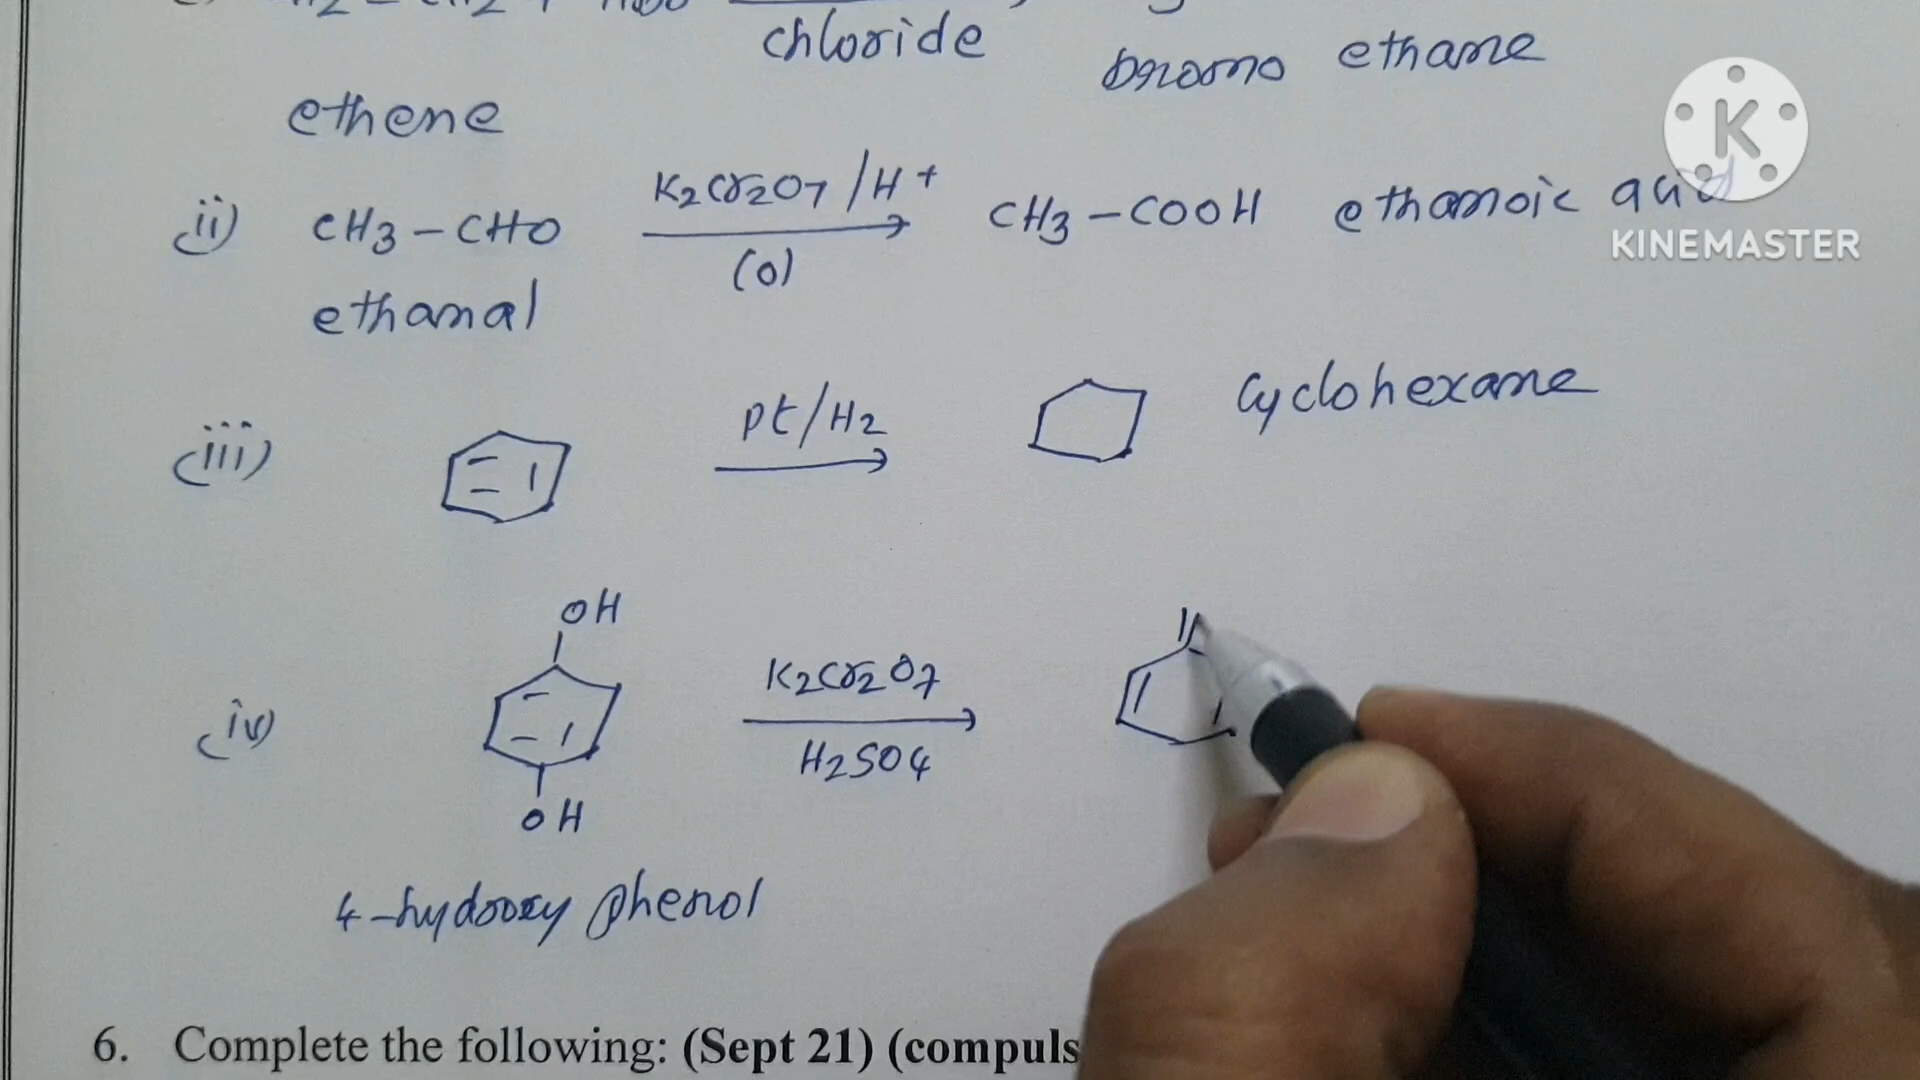 chloride
bromo ethane
ethene
K
(ii) CH3-CHO K2Cr2O7/H+ CH3-COOH ethanoic acid
(O)
KINEMASTER
ethanal
(iii) Pt/H2 cyclohexane
OH
(iv) K2Cr2O7
H2SO4
OH
4-hydroxy phenol
6. Complete the following: (Sept 21) (compuls